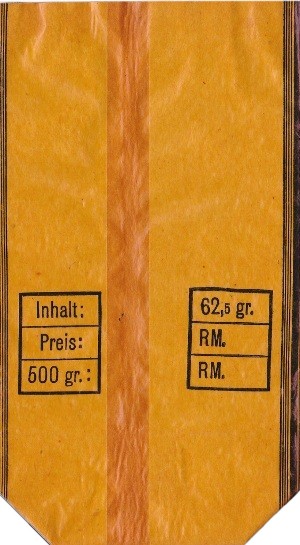 Inhalt: 62,5 gr.
Preis: RM.
500 gr.: RM.